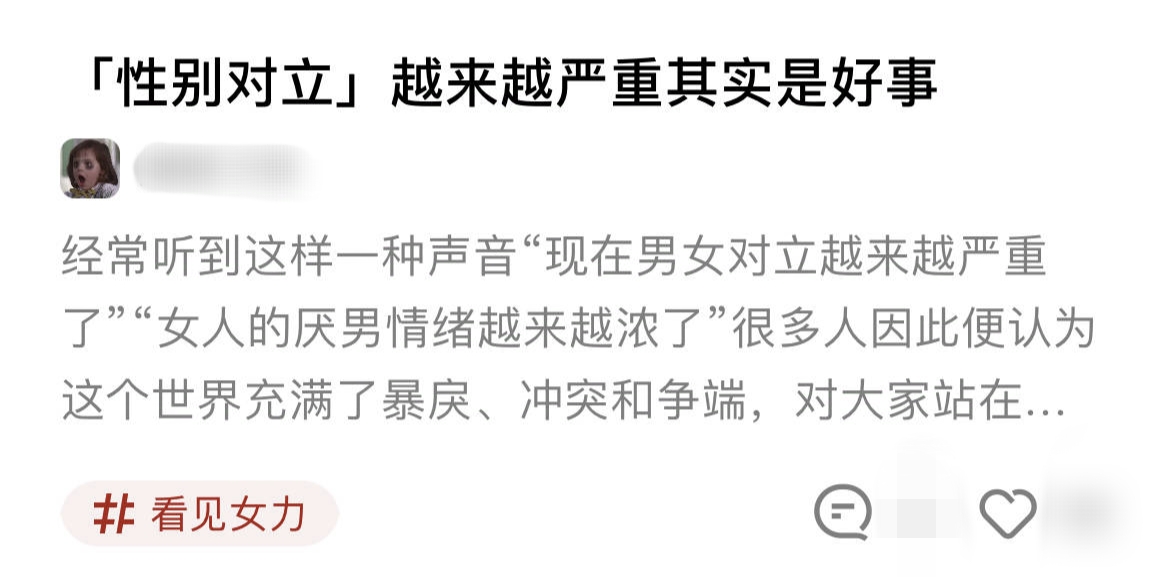 「性别对立」越来越严重其实是好事
经常听到这样一种声音“现在男女对立越来越严重
了”“女人的厌男情绪越来越浓了”很多人因此便认为
这个世界充满了暴戾、冲突和争端，对大家站在...
# 看见女力